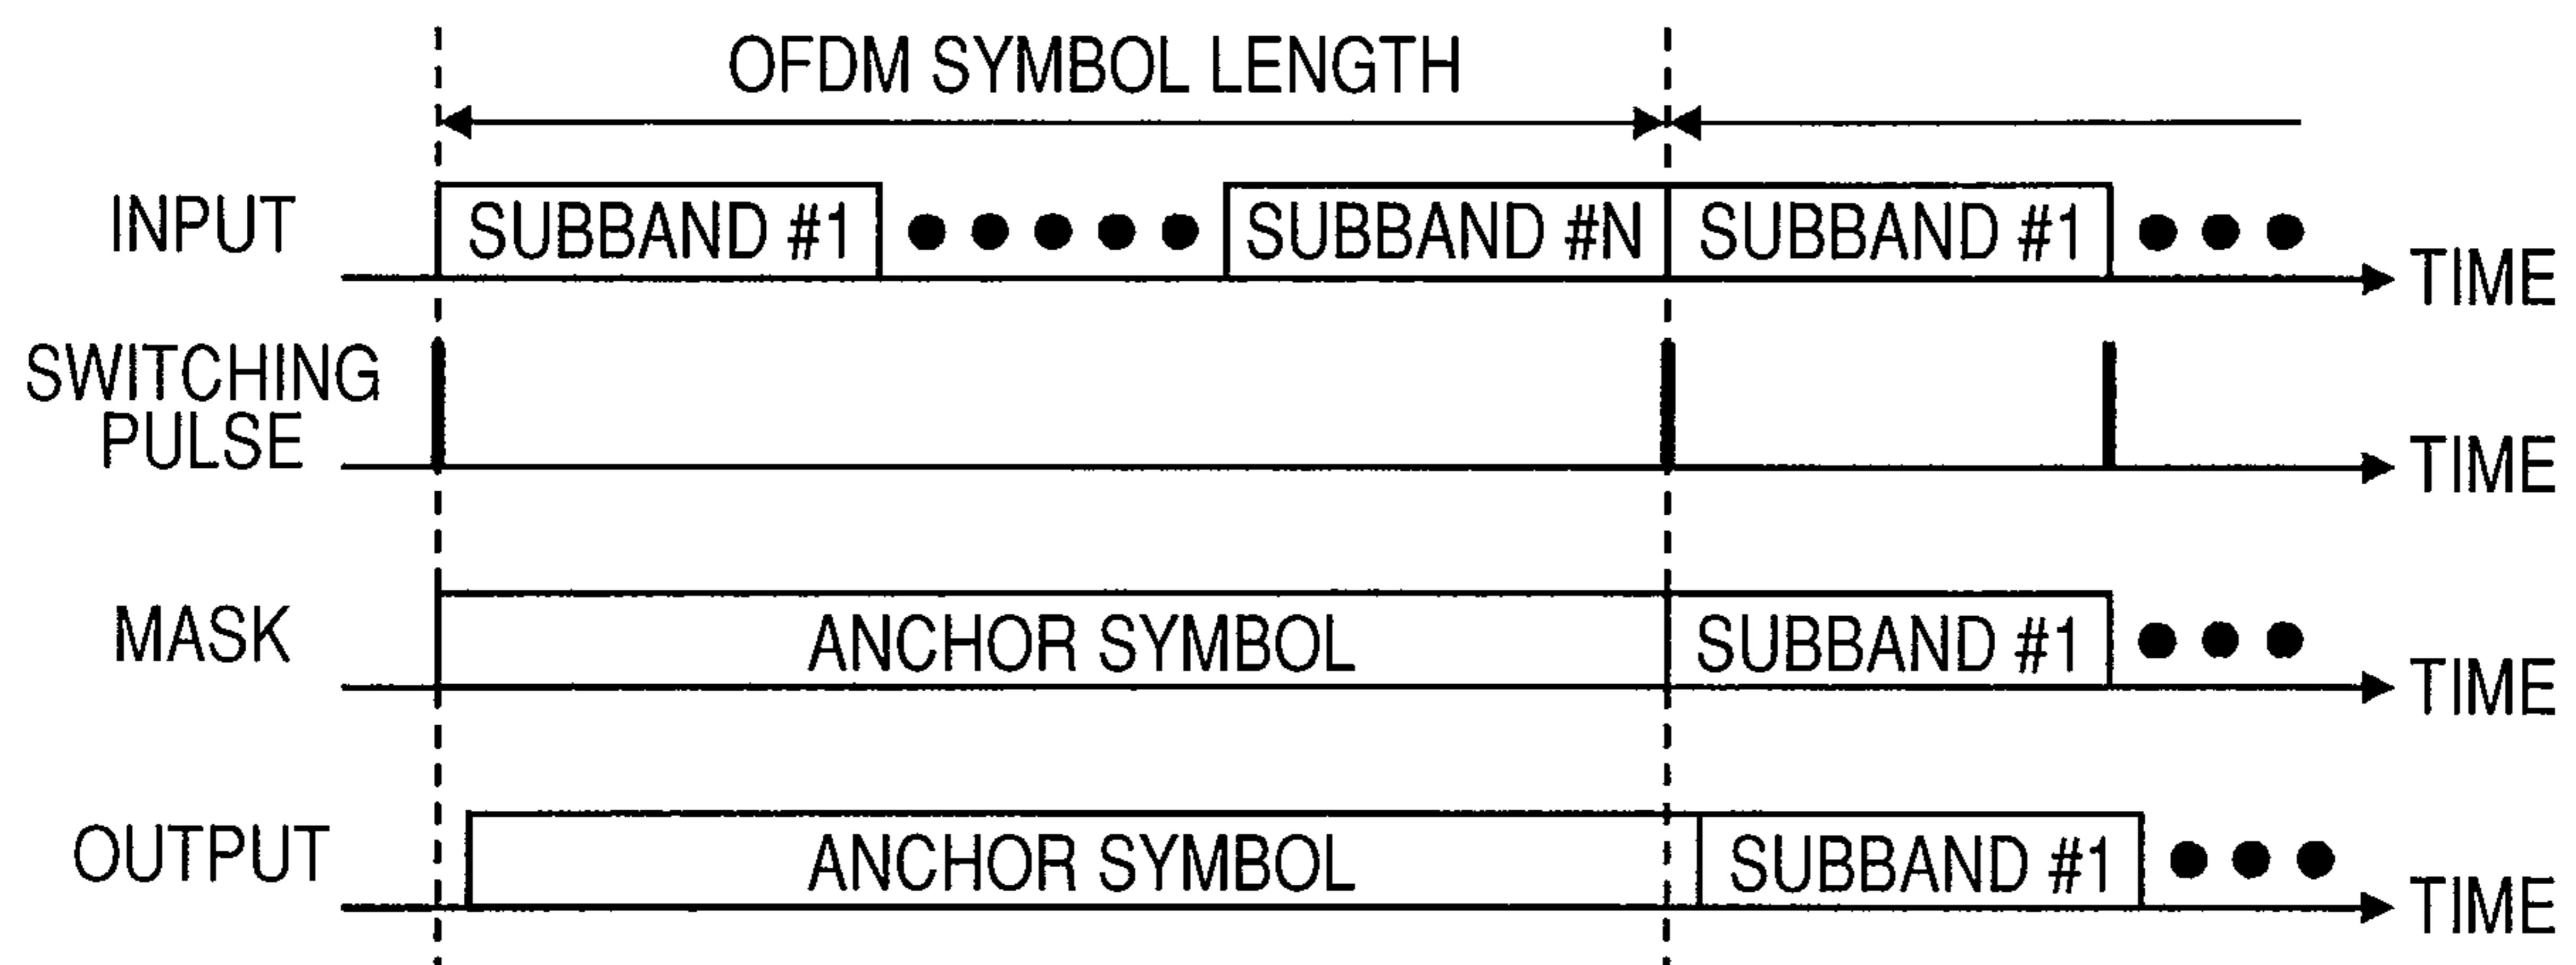 OFDM SYMBOL LENGTH
INPUT
SUBBAND #1
SUBBAND #N
SUBBAND #1
TIME
SWITCHING
PULSE
TIME
MASK
ANCHOR SYMBOL
SUBBAND #1
TIME
OUTPUT
ANCHOR SYMBOL
SUBBAND #1
TIME